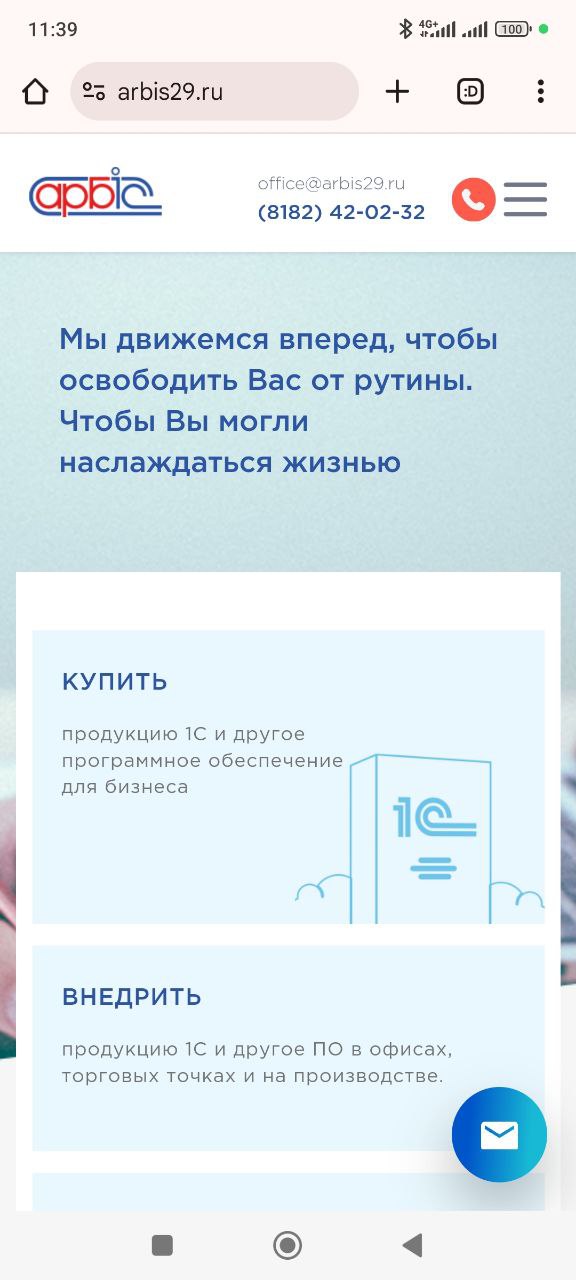 11:39
4G+
100
arbis29.ru
:D
арбіс
office@arbis29.ru
(8182) 42-02-32
Мы движемся вперед, чтобы
освободить Вас от рутины.
Чтобы Вы могли
наслаждаться жизнью
КУПИТЬ
продукцию 1С и другое
программное обеспечение
для бизнеса
1С
ВНЕДРИТЬ
продукцию 1С и другое ПО в офисах,
торговых точках и на производстве.